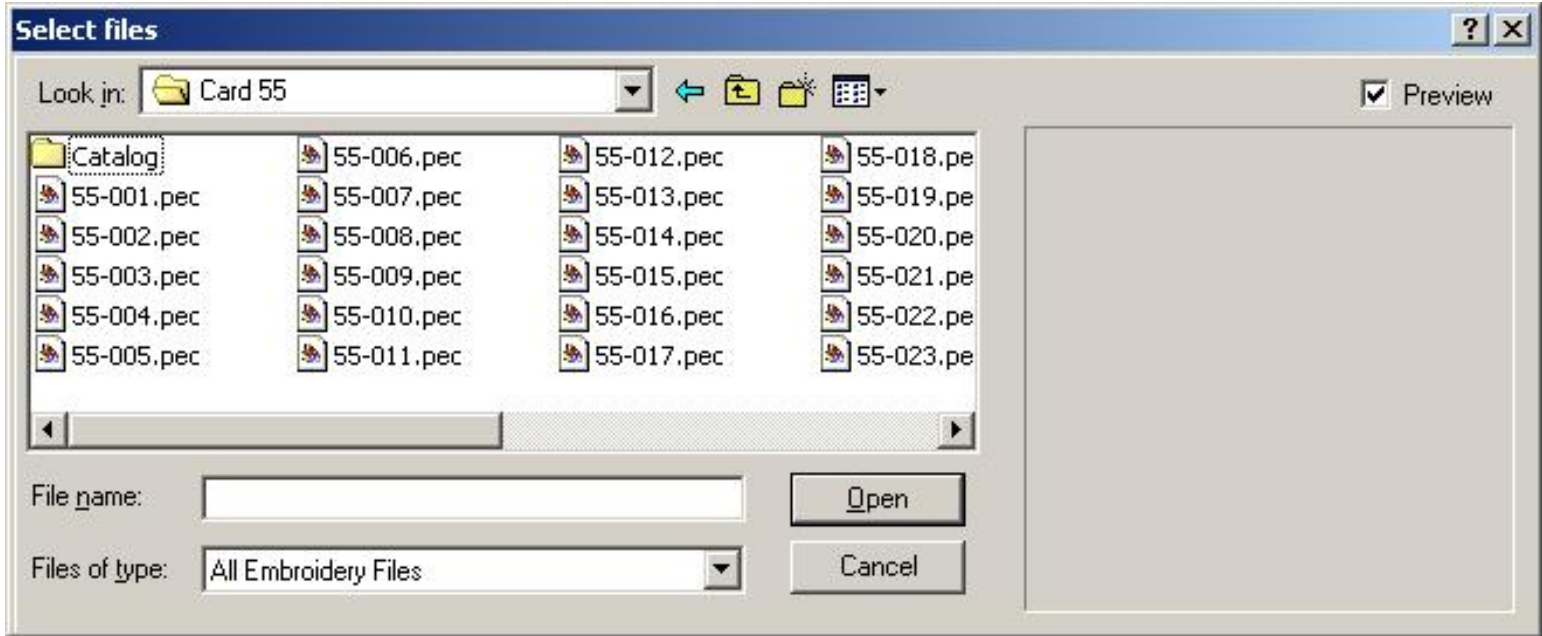 Select files
Look in: Card 55 Preview
Catalog 55-006.pec 55-012.pec 55-018.pe
55-001.pec 55-007.pec 55-013.pec 55-019.pe
55-002.pec 55-008.pec 55-014.pec 55-020.pe
55-003.pec 55-009.pec 55-015.pec 55-021.pe
55-004.pec 55-010.pec 55-016.pec 55-022.pe
55-005.pec 55-011.pec 55-017.pec 55-023.pe
File name: Open
Files of type: All Embroidery Files Cancel